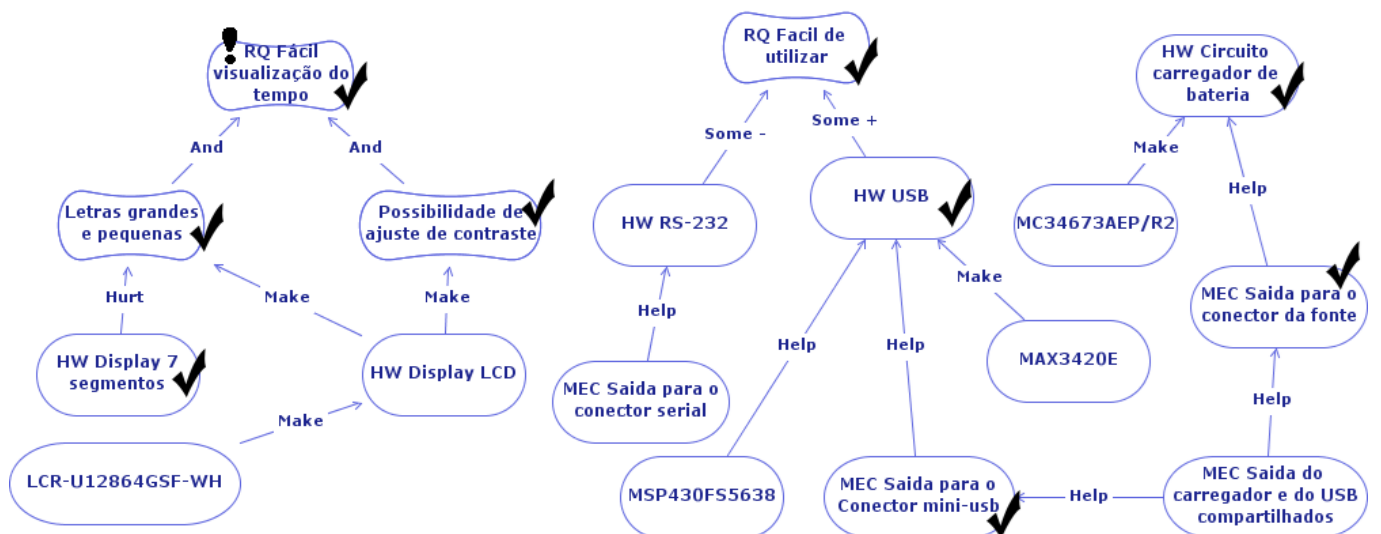 RQ Fácil
visualização do
tempo
RQ Facil de
utilizar
HW Circuito
carregador de
bateria
And
And
Some -
Some +
Make
Help
Letras grandes
e pequenas
Possibilidade de
ajuste de contraste
HW RS-232
HW USB
MC34673AEP/R2
Hurt
Make
Make
Help
Help
Help
Make
MEC Saida para o
conector da fonte
HW Display 7
segmentos
HW Display LCD
MEC Saida para o
conector serial
MAX3420E
Help
Make
LCR-U12864GSF-WH
MSP430FS5638
MEC Saida para o
Conector mini-usb
Help
MEC Saida do
carregador e do USB
compartilhados